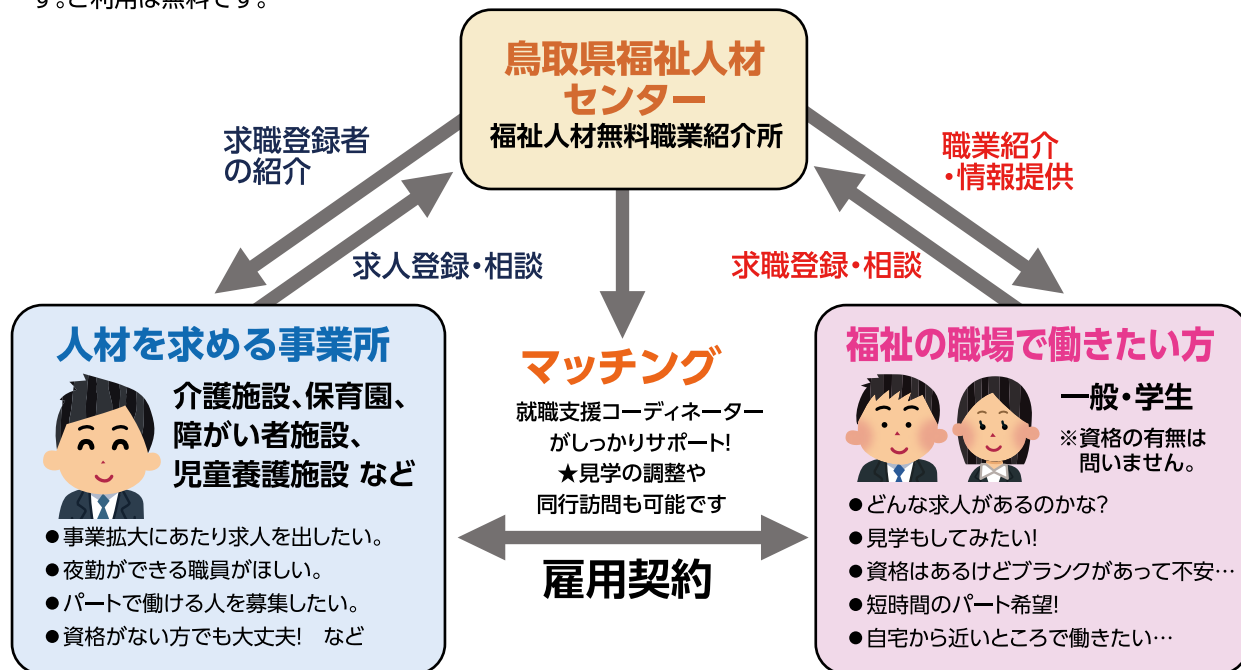 す。ご利用は無料です。
鳥取県福祉人材
センター
福祉人材無料職業紹介所
求職登録者
の紹介
職業紹介
・情報提供
求人登録・相談
求職登録・相談
人材を求める事業所
介護施設、保育園、
障がい者施設、
児童養護施設 など
●事業拡大にあたり求人を出したい。
●夜勤ができる職員がほしい。
●パートで働ける人を募集したい。
●資格がない方でも大丈夫! など
マッチング
就職支援コーディネーター
がしっかりサポート!
★見学の調整や
同行訪問も可能です
雇用契約
福祉の職場で働きたい方
一般・学生
※資格の有無は
問いません。
●どんな求人があるのかな?
●見学もしてみたい!
●資格はあるけどブランクがあって不安…
●短時間のパート希望!
●自宅から近いところで働きたい…